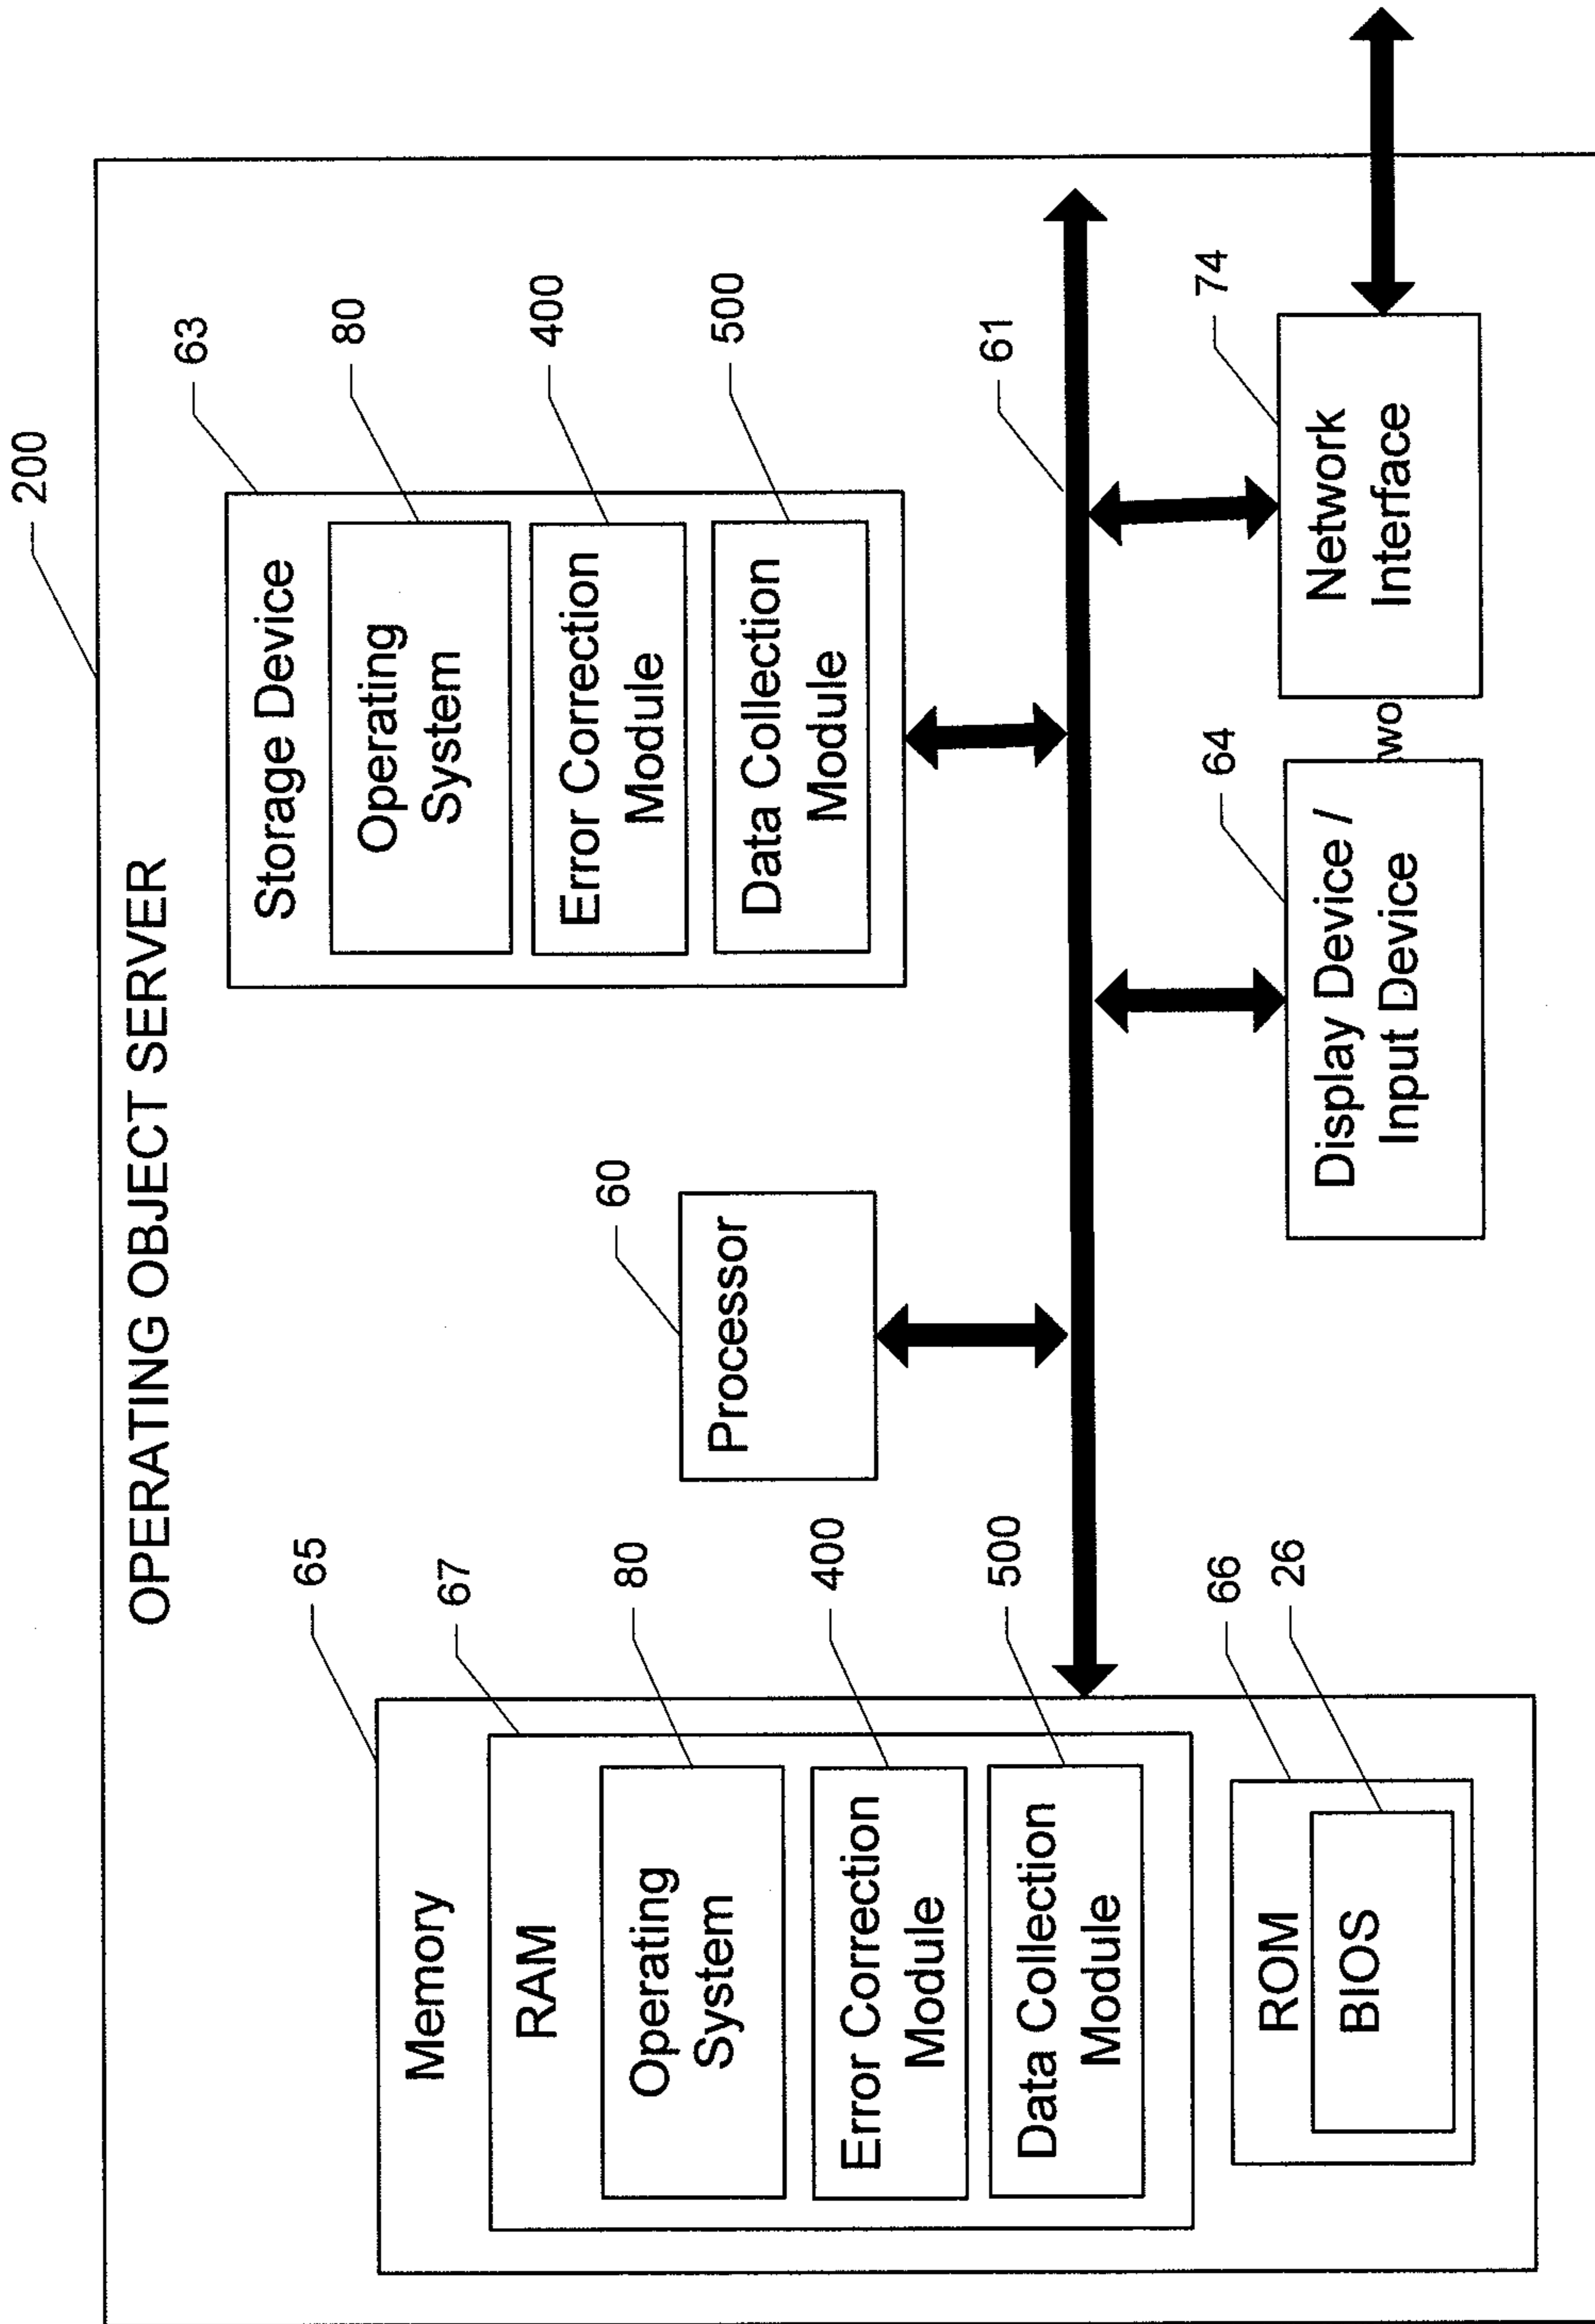 200
OPERATING OBJECT SERVER
65
67
Memory
RAM
80
Operating
System
400
Error Correction
Module
500
Data Collection
Module
66
ROM
26
BIOS
60
Processor
63
Storage Device
80
Operating
System
400
Error Correction
Module
500
Data Collection
Module
61
64
Display Device /
Input Device
wo
74
Network
Interface